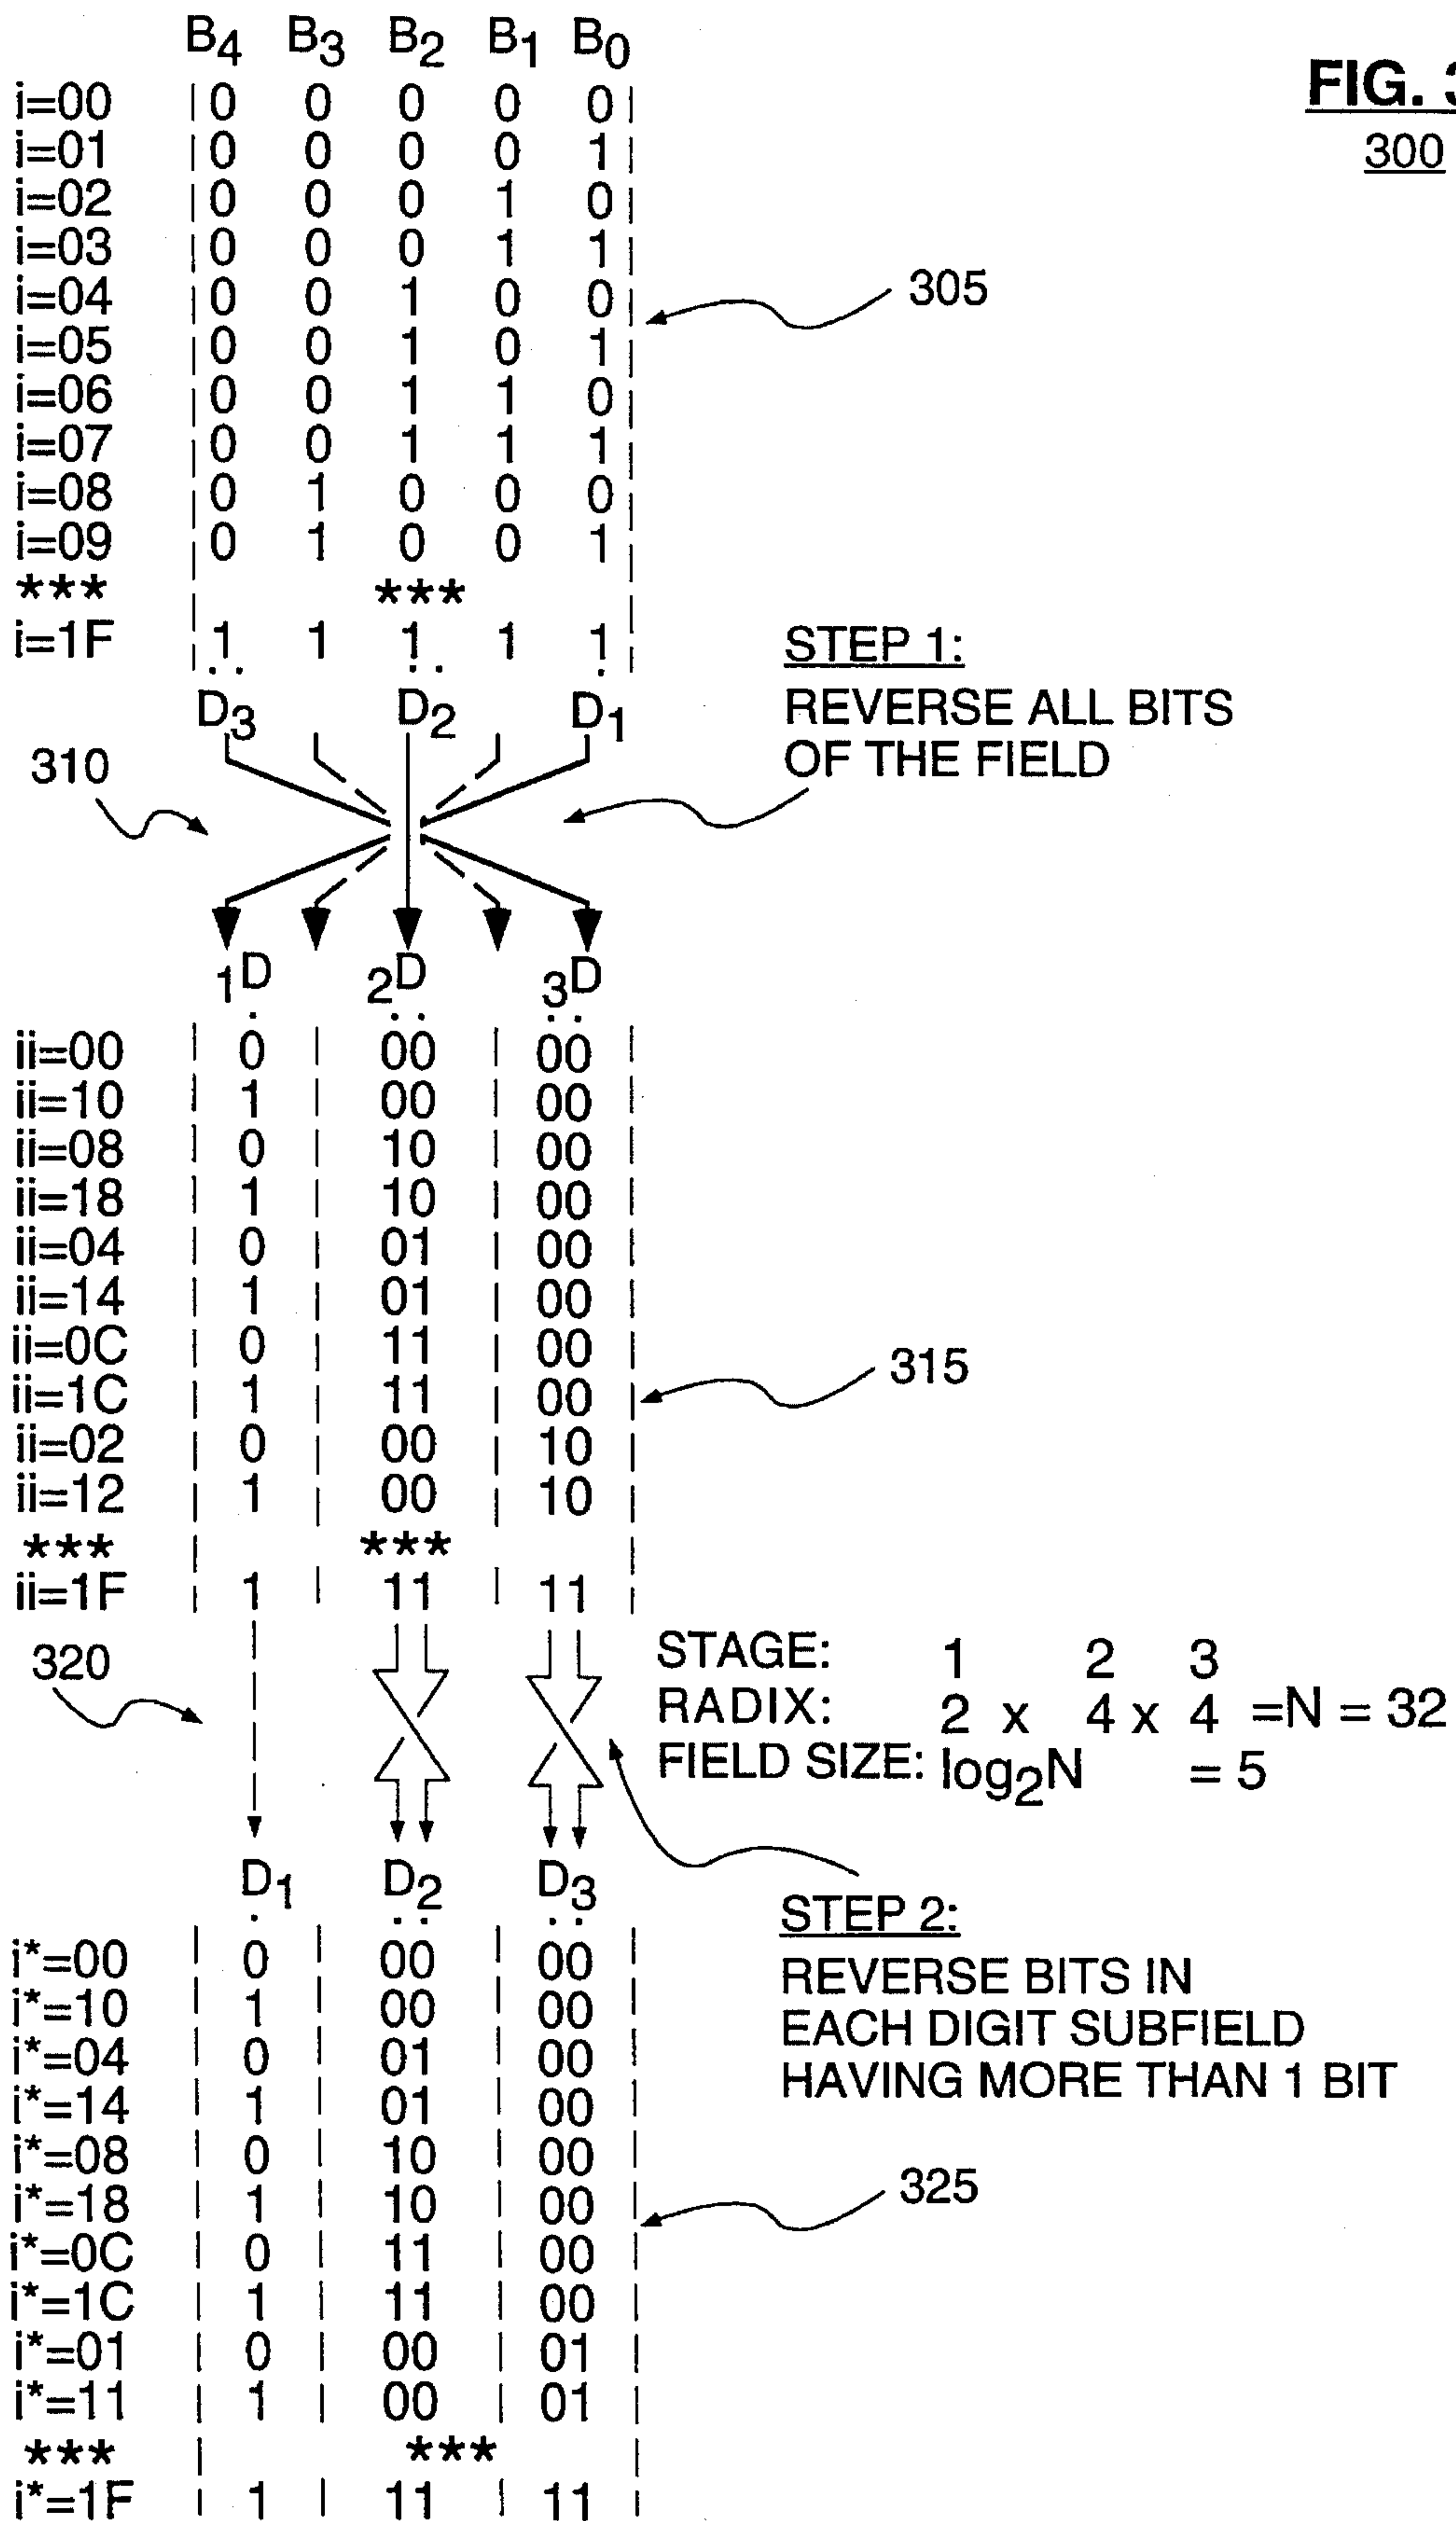 B4 B3 B2 B1 B0
FIG. 3
300
i=00 0 0 0 0 0
i=01 0 0 0 0 1
i=02 0 0 0 1 0
i=03 0 0 0 1 1
i=04 0 0 1 0 0
305
i=05 0 0 1 0 1
i=06 0 0 1 1 0
i=07 0 0 1 1 1
i=08 0 1 0 0 0
i=09 0 1 0 0 1
*** ***
i=1F 1 1 1 1 1
D3 D2 D1
STEP 1:
REVERSE ALL BITS
OF THE FIELD
310
1D 2D 3D
ii=00 0 00 00
ii=10 1 00 00
ii=08 0 10 00
ii=18 1 10 00
ii=04 0 01 00
ii=14 1 01 00
ii=0C 0 11 00
ii=1C 1 11 00
315
ii=02 0 00 10
ii=12 1 00 10
*** ***
ii=1F 1 11 11
320
STAGE: 1 2 3
RADIX: 2 x 4 x 4 =N = 32
FIELD SIZE: log2N = 5
D1 D2 D3
STEP 2:
REVERSE BITS IN
EACH DIGIT SUBFIELD
HAVING MORE THAN 1 BIT
i*=00 0 00 00
i*=10 1 00 00
i*=04 0 01 00
i*=14 1 01 00
i*=08 0 10 00
i*=18 1 10 00
325
i*=0C 0 11 00
i*=1C 1 11 00
i*=01 0 00 01
i*=11 1 00 01
*** ***
i*=1F 1 11 11